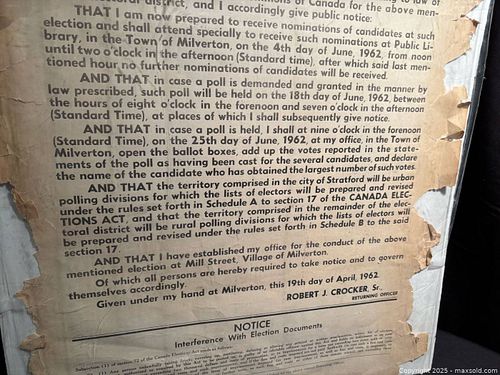 electoral district, and I accordingly give public notice:
THAT I am now prepared to receive nominations of candidates at such
election and shall attend specially to receive such nominations at Public Li-
brary, in the Town of Milverton, on the 4th day of June, 1962, from noon
until two o'clock in the afternoon (Standard time), after which said last men-
tioned hour no further nominations of candidates will be received.
AND THAT in case a poll is demanded and granted in the manner by
law prescribed, such poll will be held on the 18th day of June, 1962, between
the hours of eight o'clock in the forenoon and seven o'clock in the afternoon
(Standard Time), at places of which I shall subsequently give notice.
AND THAT in case a poll is held, I shall at nine o'clock in the forenoon
(Standard Time), on the 25th day of June, 1962, at my office, in the Town of
Milverton, open the ballot boxes, add up the votes reported in the state-
ments of the poll as having been cast for the several candidates, and declare
the name of the candidate who has obtained the largest number of such votes.
AND THAT the territory comprised in the city of Stratford will be urban
polling divisions for which the lists of electors will be prepared and revised
under the rules set forth in Schedule A to section 17 of the CANADA ELEC-
TIONS ACT, and that the territory comprised in the remainder of the elec-
toral district will be rural polling divisions for which the lists of electors will
be prepared and revised under the rules set forth in Schedule B to the said
section 17.
AND THAT I have established my office for the conduct of the above
mentioned election at Mill Street, Village of Milverton.
Of which all persons are hereby required to take notice and to govern
themselves accordingly.
Given under my hand at Milverton, this 19th day of April, 1962
ROBERT J. CROCKER, Sr.,
RETURNING OFFICER
NOTICE
Interference With Election Documents
Copyright 2025 - maxsold.com